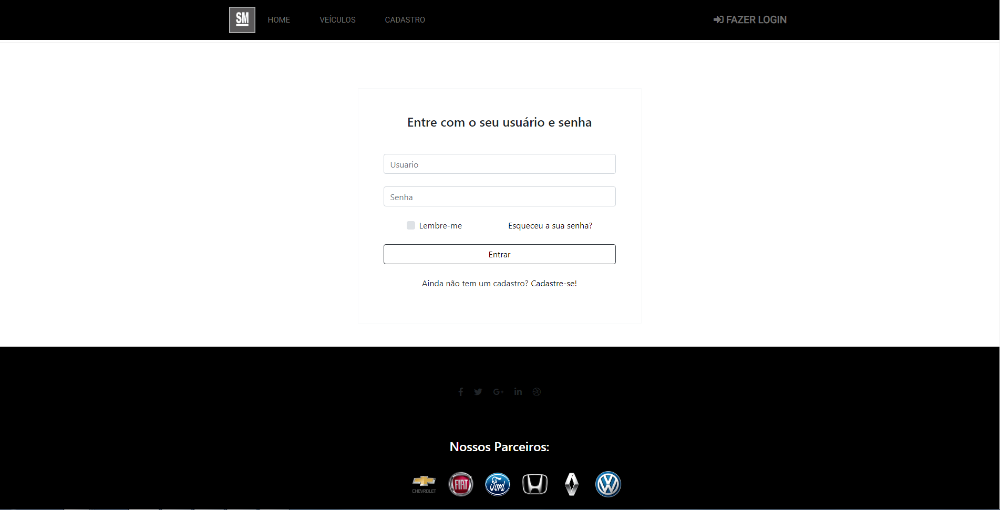 SM HOME VEÍCULOS CADASTRO FAZER LOGIN
Entre com o seu usuário e senha
Usuario
Senha
Lembre-me Esqueceu a sua senha?
Entrar
Ainda não tem um cadastro? Cadastre-se!
Nossos Parceiros:
CHEVROLET FIAT Ford